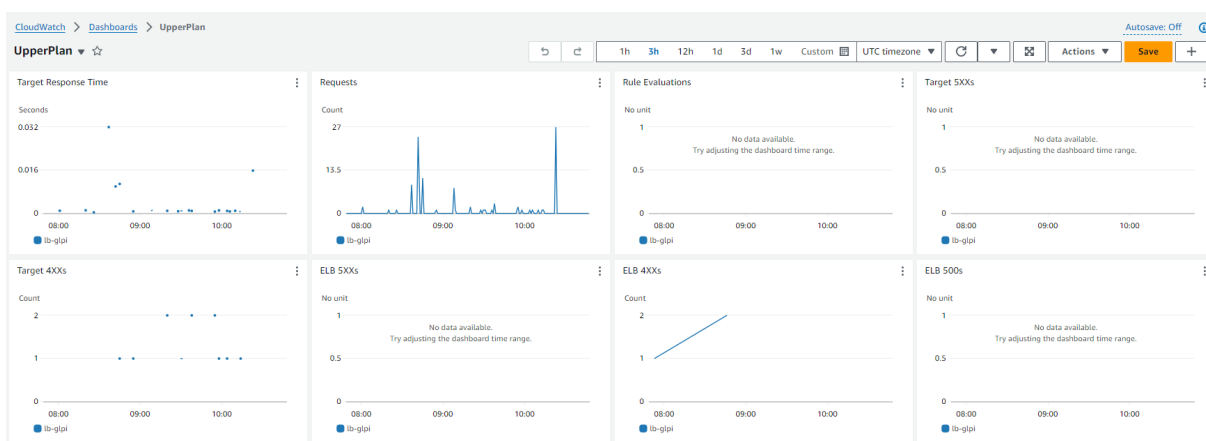 CloudWatch > Dashboards > UpperPlan
Autosave: Off
UpperPlan
1h 3h 12h 1d 3d 1w Custom UTC timezone Actions Save
Target Response Time
Seconds
0.032
0.016
0
08:00 09:00 10:00
lb-glpi
Requests
Count
27
13.5
0
08:00 09:00 10:00
lb-glpi
Rule Evaluations
No unit
1
No data available.
Try adjusting the dashboard time range.
0.5
0
08:00 09:00 10:00
lb-glpi
Target 5XXs
No unit
1
No data available.
Try adjusting the dashboard time range.
0.5
0
08:00 09:00 10:00
lb-glpi
Target 4XXs
Count
2
1
0
08:00 09:00 10:00
lb-glpi
ELB 5XXs
No unit
1
No data available.
Try adjusting the dashboard time range.
0.5
0
08:00 09:00 10:00
lb-glpi
ELB 4XXs
Count
2
1
0
08:00 09:00 10:00
lb-glpi
ELB 500s
No unit
1
No data available.
Try adjusting the dashboard time range.
0.5
0
08:00 09:00 10:00
lb-glpi